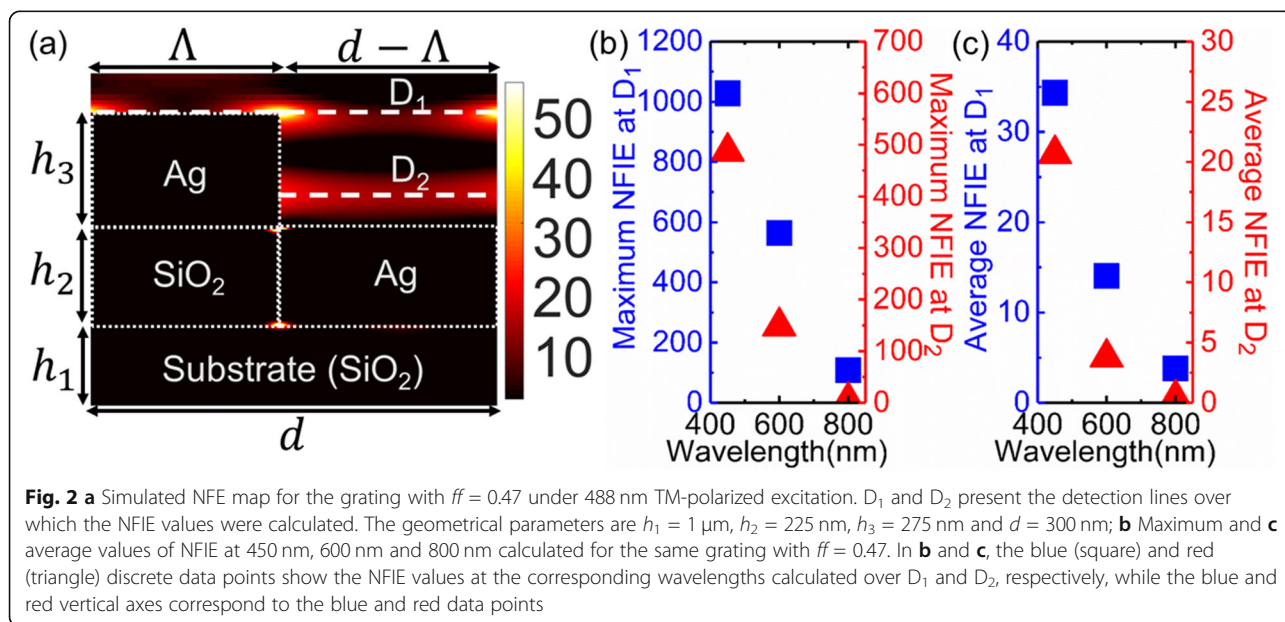 (a)
Λ
d − Λ
D₁
h₃
Ag
D₂
h₂
SiO₂
Ag
h₁
Substrate (SiO₂)
d
50
40
30
20
10
(b)
1200
1000
800
600
400
200
0
Maximum NFIE at D₁
700
600
500
400
300
200
100
0
Maximum NFIE at D₂
400 600 800
Wavelength(nm)
(c)
40
35
30
25
20
15
10
5
0
Average NFIE at D₁
30
25
20
15
10
5
0
Average NFIE at D₂
400 600 800
Wavelength(nm)
Fig. 2 a Simulated NFE map for the grating with ff = 0.47 under 488 nm TM-polarized excitation. D₁ and D₂ present the detection lines over
which the NFIE values were calculated. The geometrical parameters are h₁ = 1 μm, h₂ = 225 nm, h₃ = 275 nm and d = 300 nm; b Maximum and c
average values of NFIE at 450 nm, 600 nm and 800 nm calculated for the same grating with ff = 0.47. In b and c, the blue (square) and red
(triangle) discrete data points show the NFIE values at the corresponding wavelengths calculated over D₁ and D₂, respectively, while the blue and
red vertical axes correspond to the blue and red data points